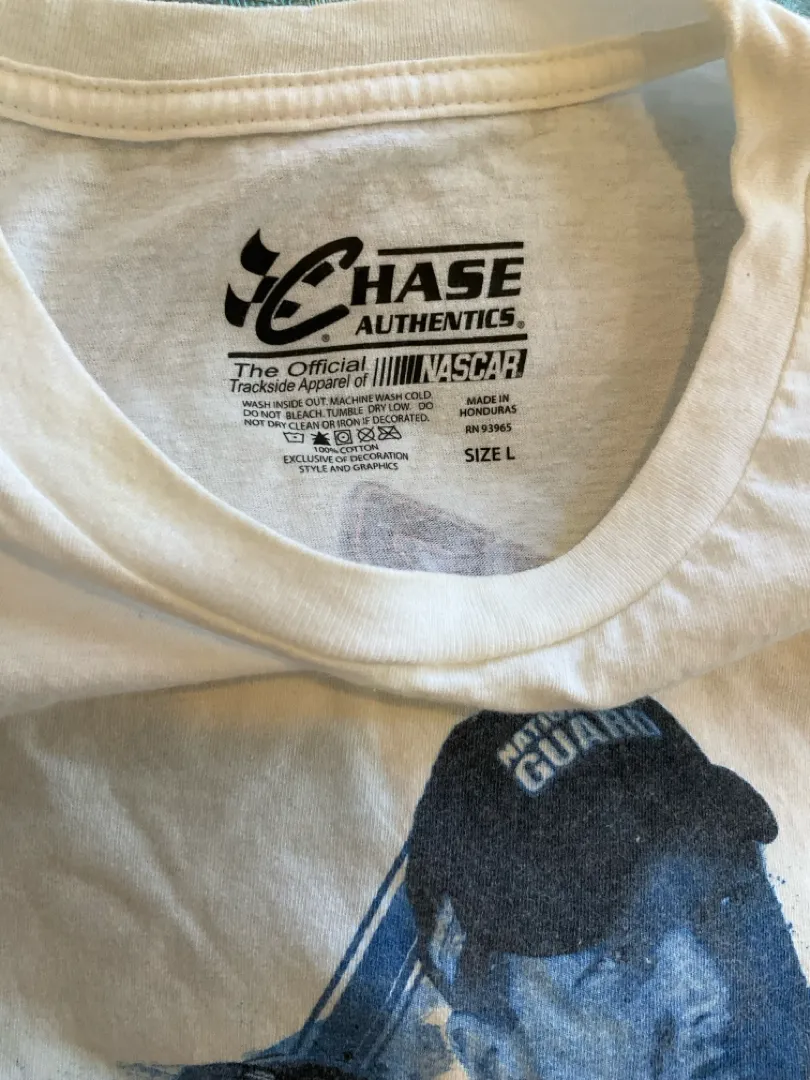 CHASE
AUTHENTICS®
®
The Official
Trackside Apparel of NASCAR®
WASH INSIDE OUT. MACHINE WASH COLD.
DO NOT BLEACH. TUMBLE DRY LOW. DO
NOT DRY CLEAN OR IRON IF DECORATED.
100% COTTON
EXCLUSIVE OF DECORATION
STYLE AND GRAPHICS
MADE IN
HONDURAS
RN 93965
SIZE L
GUARD